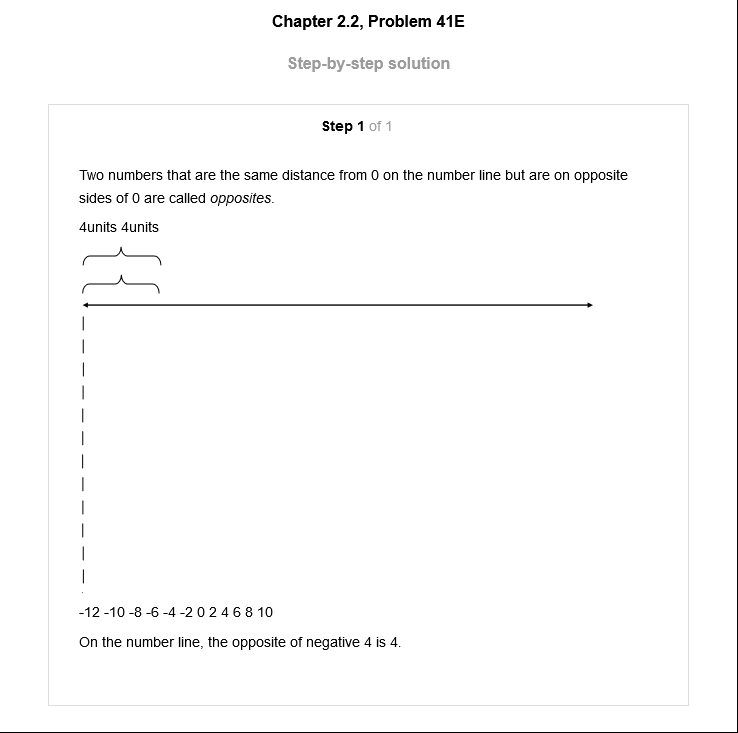 Chapter 2.2, Problem 41E
Step-by-step solution
Step 1 of 1
Two numbers that are the same distance from 0 on the number line but are on opposite
sides of 0 are called opposites.
4units 4units
-12 -10 -8 -6 -4 -2 0 2 4 6 8 10
On the number line, the opposite of negative 4 is 4.